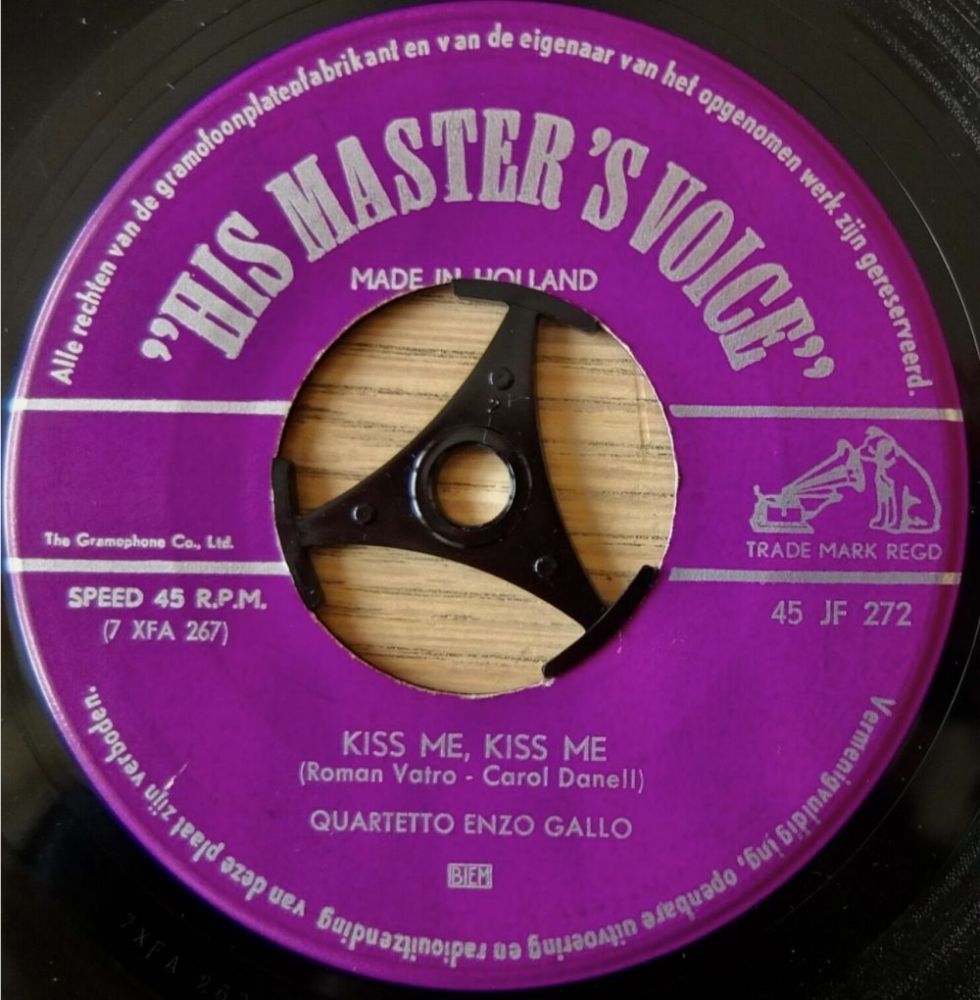 Alle rechten van de gramofoonplatenfabrikant en van de eigenaar van het opgenomen werk zijn gereserveerd.
"HIS MASTER'S VOICE"
MADE IN HOLLAND
The Gramophone Co., Ltd.
TRADE MARK REGD
SPEED 45 R.P.M.
(7 XFA 267)
45 JF 272
KISS ME, KISS ME
(Roman Vatro - Carol Danell)
QUARTETTO ENZO GALLO
BIEM
Vermenigvuldiging, openbare uitvoering en radiouitzending van deze plaat zijn verboden.
7 XFA